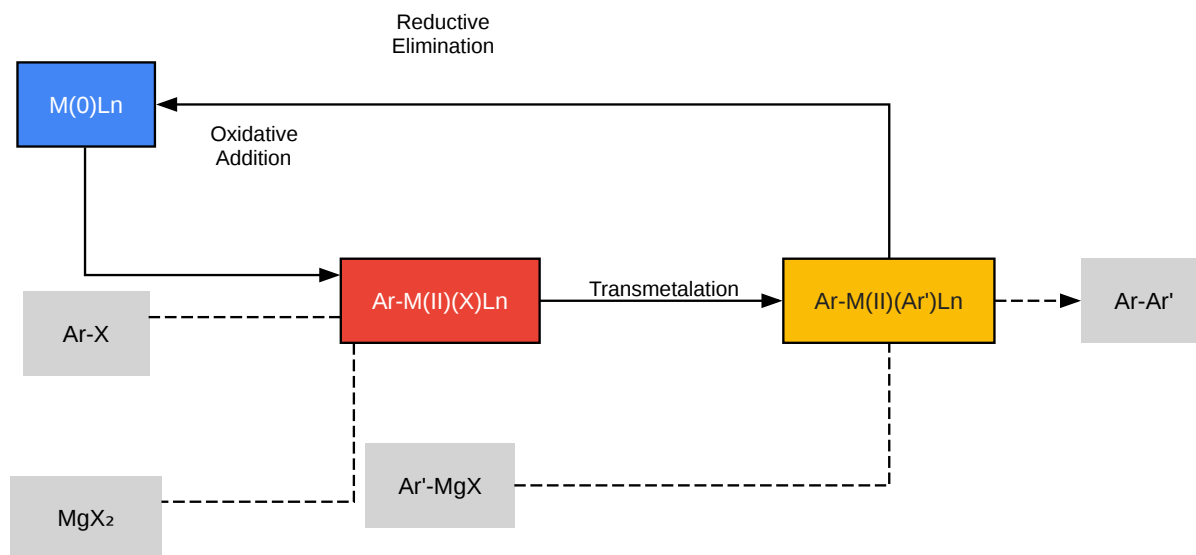 Reductive
Elimination
M(0)Ln
Oxidative
Addition
Ar-M(II)(X)Ln
Transmetalation
Ar-M(II)(Ar')Ln
Ar-Ar'
Ar-X
Ar'-MgX
MgX₂